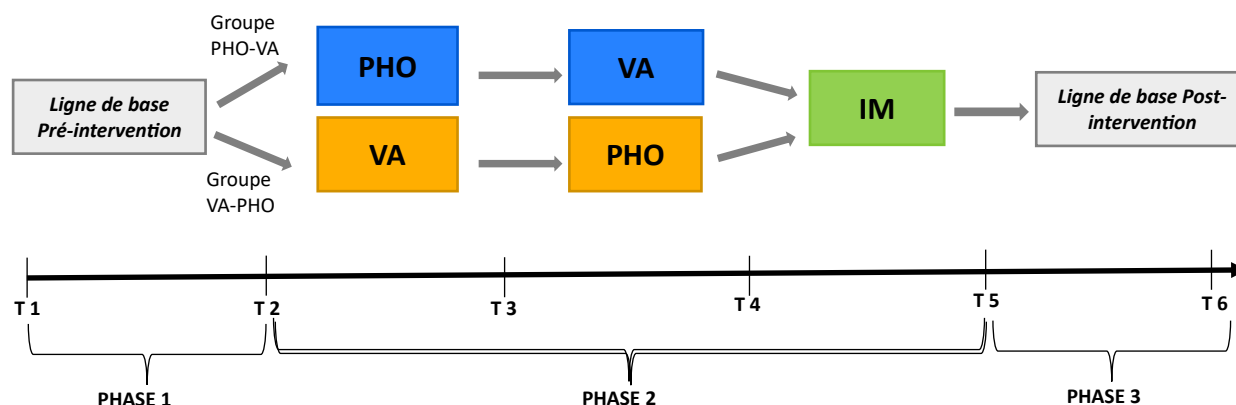 Groupe
PHO-VA
PHO
VA
Ligne de base
Pré-intervention
IM
Ligne de base Post-
intervention
VA
PHO
Groupe
VA-PHO
T 1
T 2
T 3
T 4
T 5
T 6
PHASE 1
PHASE 2
PHASE 3